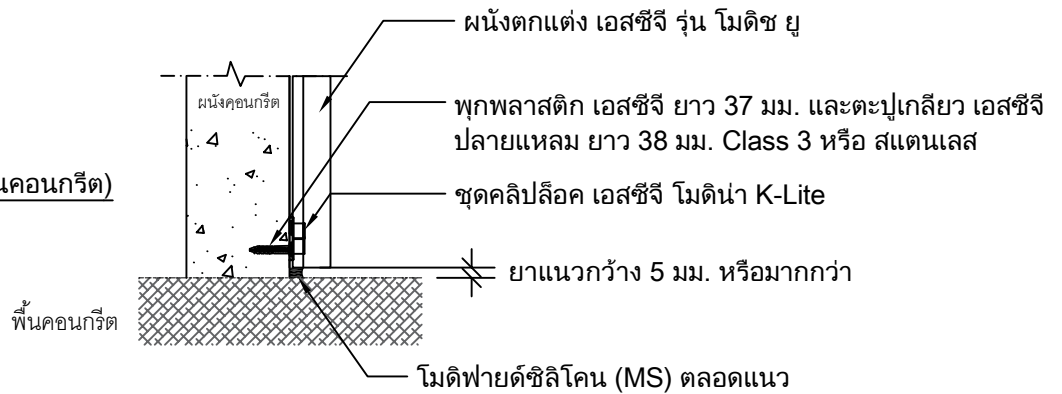 ผนังตกแต่ง เอสซีจี รุ่น โมดิช ยู
ผนังคอนกรีต
พุกพลาสติก เอสซีจี ยาว 37 มม. และตะปูเกลียว เอสซีจี
ปลายแหลม ยาว 38 มม. Class 3 หรือ สแตนเลส
นคอนกรีต)
ชุดคลิปล็อค เอสซีจี โมดิน่า K-Lite
ยาแนวกว้าง 5 มม. หรือมากกว่า
พื้นคอนกรีต
โมดิฟายด์ซิลิโคน (MS) ตลอดแนว